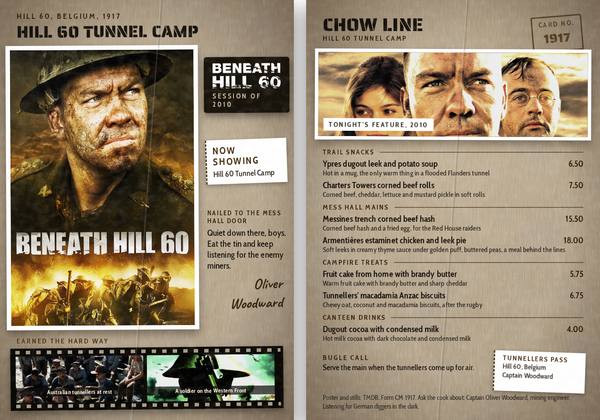 HILL 60, BELGIUM, 1917
HILL 60 TUNNEL CAMP
BENEATH
HILL 60
SESSION OF
2010
NOW
SHOWING
Hill 60 Tunnel Camp
NAILED TO THE MESS
HALL DOOR
Quiet down there, boys.
Eat the tin and keep
listening for the enemy
miners.
Oliver
Woodward
BENEATH HILL 60
EARNED THE HARD WAY
Australian tunnellers at rest
A soldier on the Western Front
CHOW LINE
HILL 60 TUNNEL CAMP
CARD NO.
1917
TONIGHT'S FEATURE, 2010
TRAIL SNACKS
Ypres dugout leek and potato soup 6.50
Hot in a mug, the only warm thing in a flooded Flanders tunnel
Charters Towers corned beef rolls 7.50
Corned beef, cheddar, lettuce and mustard pickle in soft rolls
MESS HALL MAINS
Messines trench corned beef hash 15.50
Corned beef hash and a fried egg, for the Red House raiders
Armentières estaminet chicken and leek pie 18.00
Soft leeks in creamy thyme sauce under golden puff, buttered peas, a meal behind the lines
CAMPFIRE TREATS
Fruit cake from home with brandy butter 5.75
Warm fruit cake with brandy butter and sharp cheddar
Tunnellers' macadamia Anzac biscuits 6.75
Chewy oat, coconut and macadamia biscuits, after the rugby
CANTEEN DRINKS
Dugout cocoa with condensed milk 4.00
Hot milk cocoa with dark chocolate and condensed milk
BUGLE CALL
Serve the main when the tunnellers come up for air.
TUNNELLERS PASS
Hill 60, Belgium
Captain Woodward
Poster and stills: TMDB. Form CM 1917. Ask the cook about: Captain Oliver Woodward, mining engineer.
Listening for German diggers in the dark.